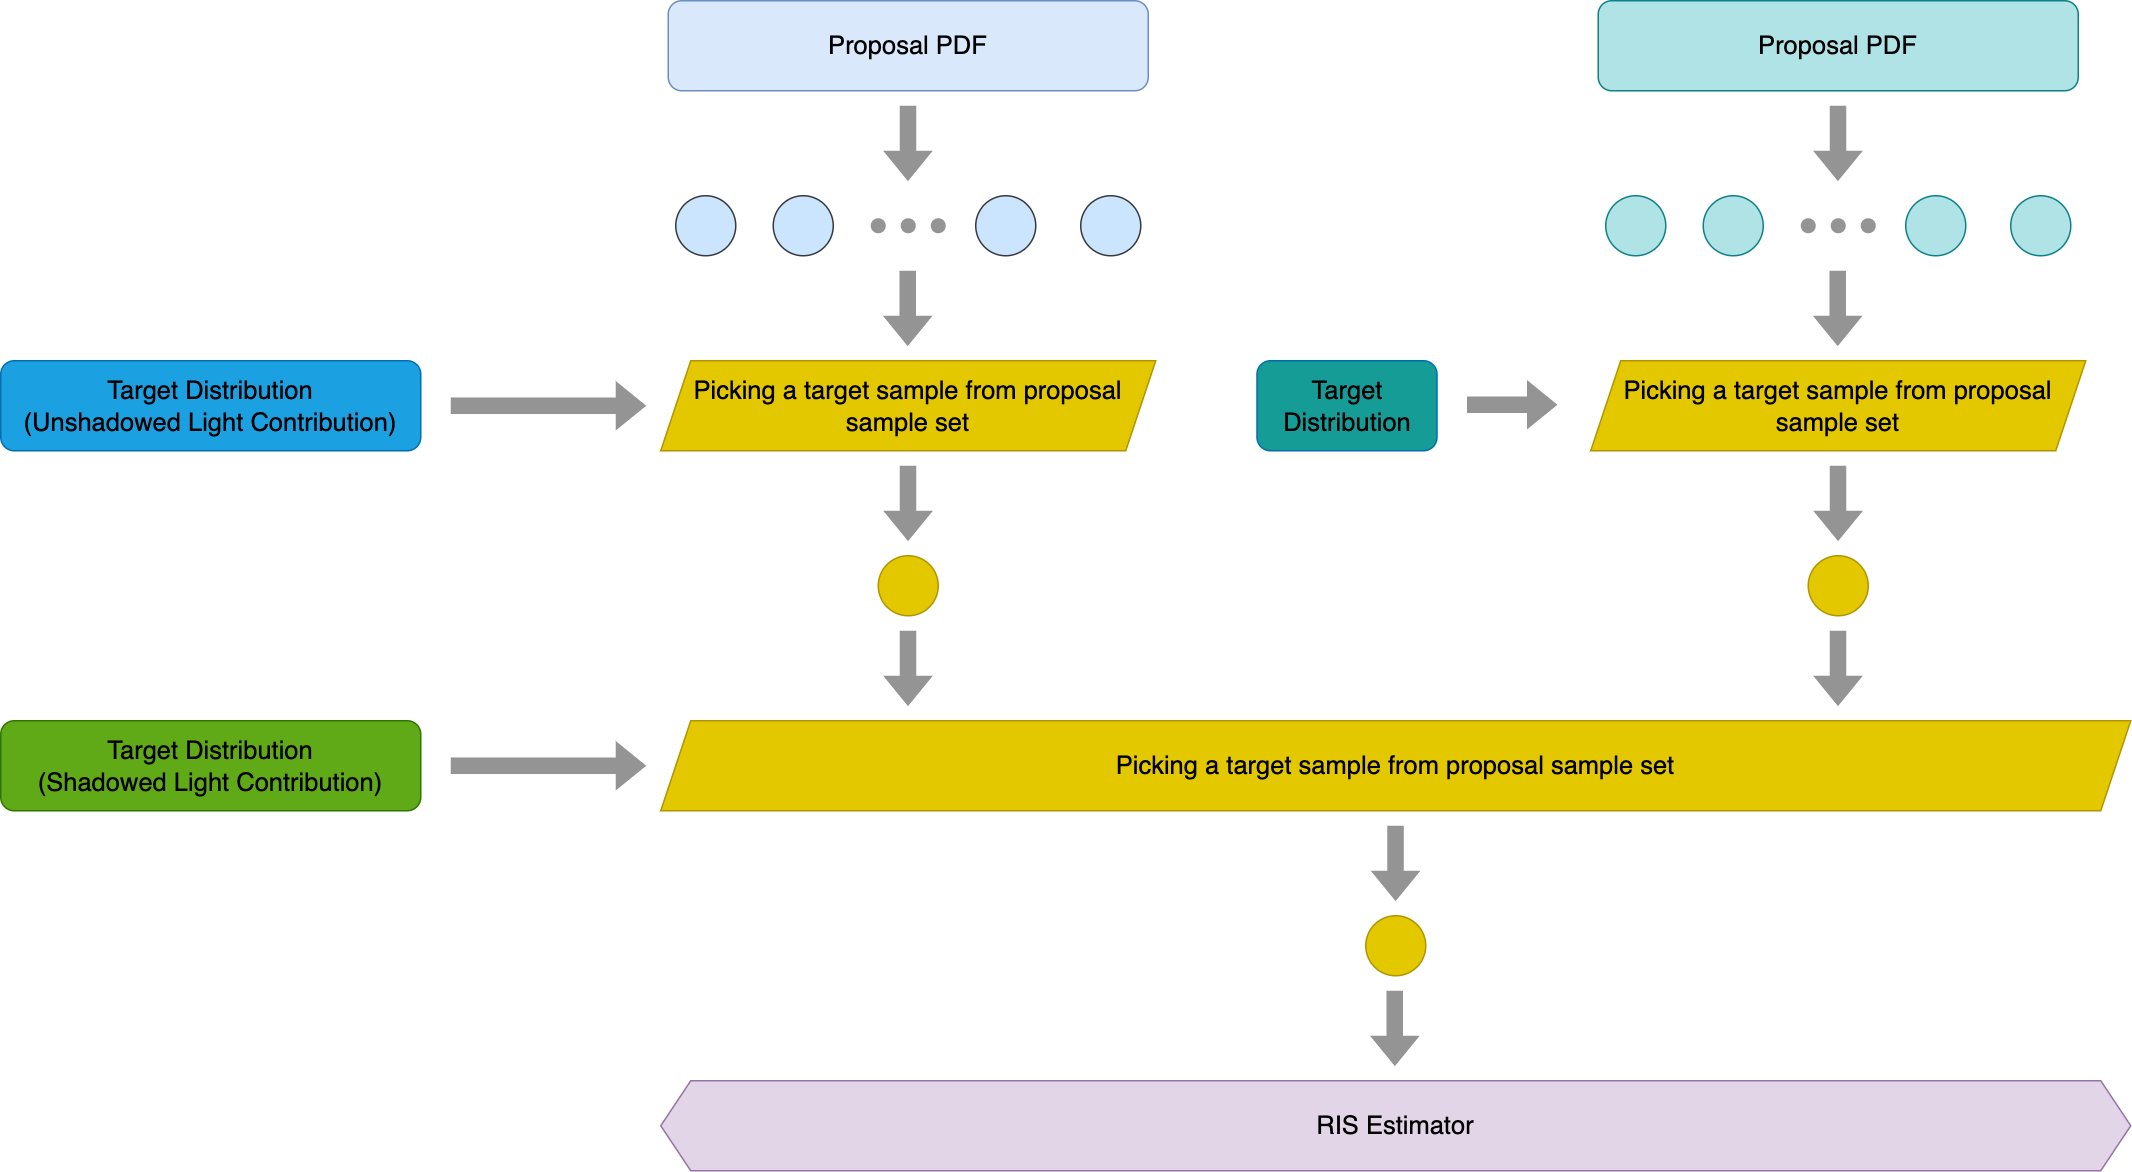 Proposal PDF
Proposal PDF
Target Distribution
(Unshadowed Light Contribution)
Picking a target sample from proposal
sample set
Target
Distribution
Picking a target sample from proposal
sample set
Target Distribution
(Shadowed Light Contribution)
Picking a target sample from proposal sample set
RIS Estimator